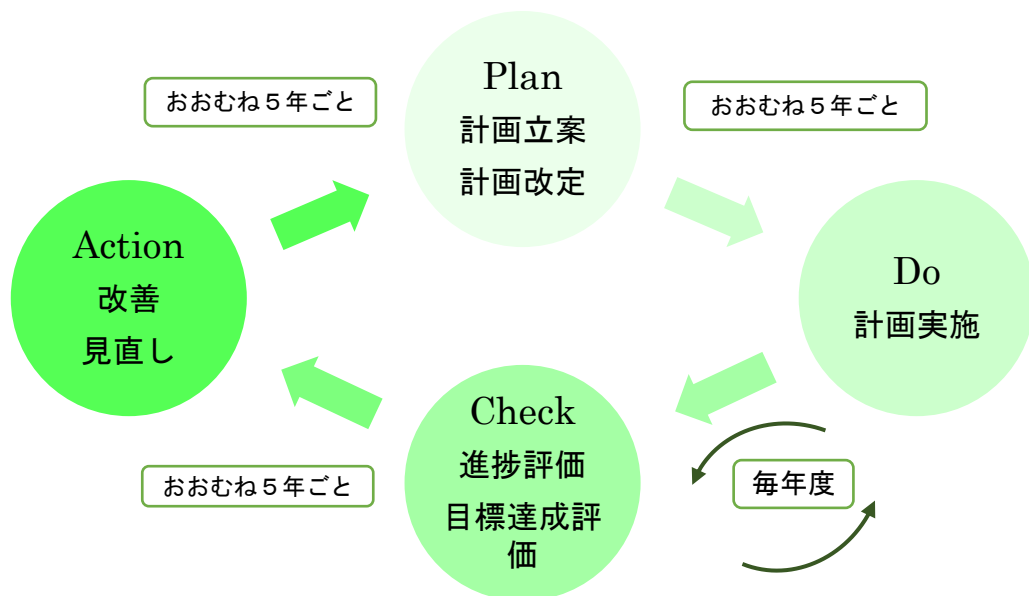 Plan
計画立案
計画改定
おおむね５年ごと
おおむね５年ごと
Action
改善
見直し
Do
計画実施
Check
進捗評価
目標達成評
価
おおむね５年ごと
毎年度